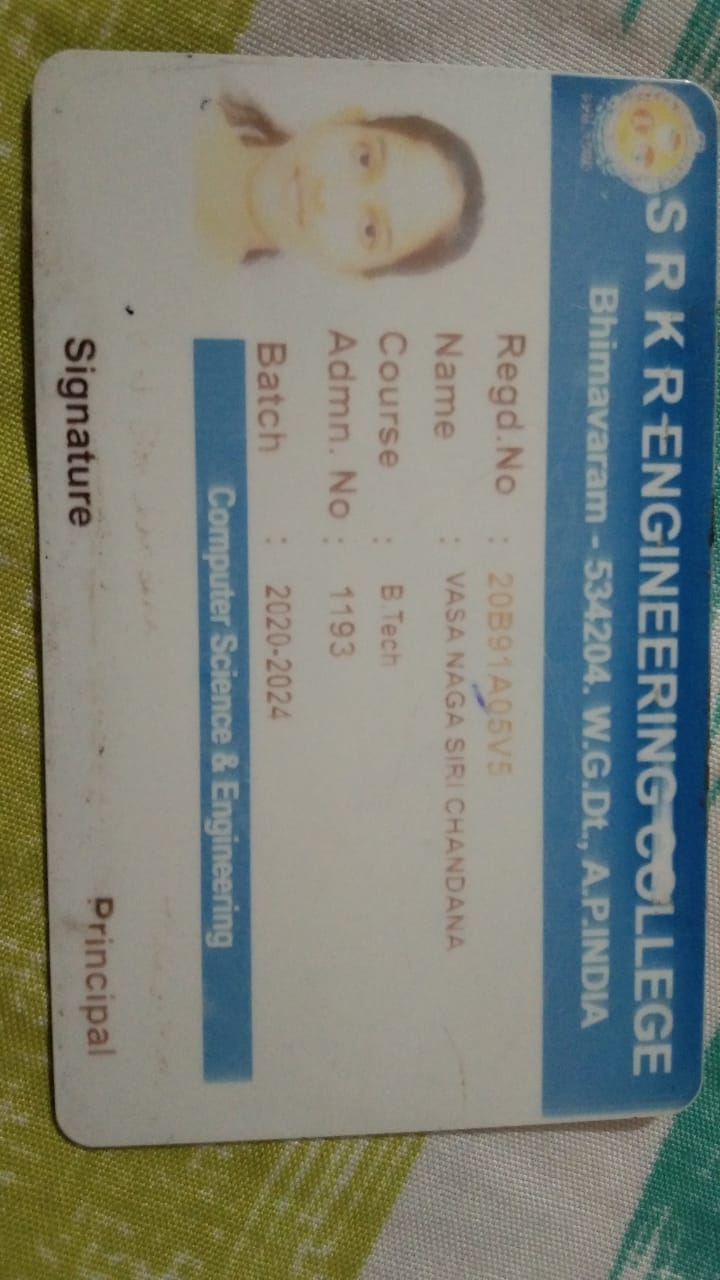 S R K R ENGINEERING COLLEGE
Bhimavaram - 534204. W.G.Dt., A.P.INDIA
Regd.No : 20B91A05V5
Name : VASA NAGA SIRI CHANDANA
Course : B.Tech
Admn. No : 1193
Batch : 2020-2024
Computer Science & Engineering
Signature
Principal